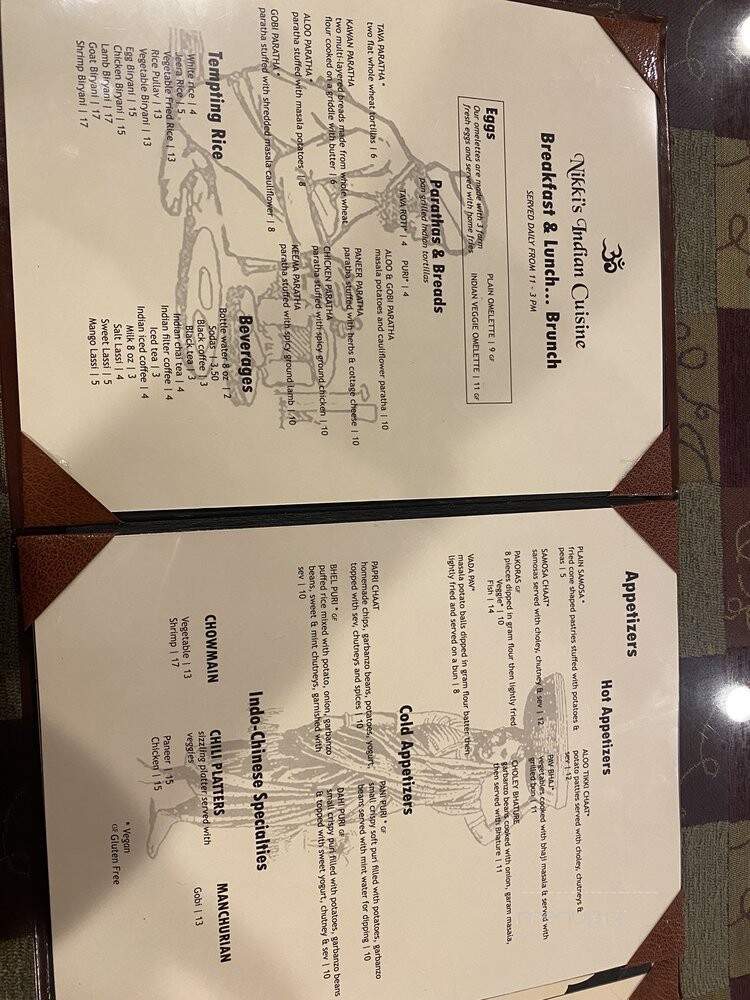 ॐ
Nikki's Indian Cuisine
Breakfast & Lunch... Brunch
SERVED DAILY FROM 11 - 3 PM
Eggs
Our omelettes are made with 3 farm
fresh eggs and served with home fries
PLAIN OMELETTE | 9 GF
INDIAN VEGGIE OMELETTE | 11 GF
Parathas & Breads
pan grilled Indian tortillas
TAVA ROTI* | 4
PURI* | 4
TAVA PARATHA *
two flat whole wheat tortillas | 6
KAWAN PARATHA
two multi-layered breads made from whole wheat
flour cooked on a griddle with butter | 6
ALOO PARATHA *
paratha stuffed with masala potatoes | 8
GOBI PARATHA *
paratha stuffed with shredded masala cauliflower | 8
ALOO & GOBI PARATHA
masala potatoes and cauliflower paratha | 10
PANEER PARATHA
paratha stuffed with herbs & cottage cheese | 10
CHICKEN PARATHA
paratha stuffed with spicy ground chicken | 10
KEEMA PARATHA
paratha stuffed with spicy ground lamb | 10
Tempting Rice
White rice | 4
Jeera Rice | 5
Vegetable Fried Rice | 13
Rice Pullav | 13
Vegetable Biryani | 13
Egg Biryani | 15
Chicken Biryani | 15
Lamb Biryani | 17
Goat Biryani | 17
Shrimp Biryani | 17
Beverages
Bottle water 8 oz | 2
Sodas | 3.50
Black coffee | 3
Black tea | 3
Indian chai tea | 4
Indian filter coffee | 4
Iced tea | 3
Indian iced coffee | 4
Milk 8 oz | 3
Salt Lassi | 4
Sweet Lassi | 5
Mango Lassi | 5
Appetizers
Hot Appetizers
PLAIN SAMOSA *
fried cone shaped pastries stuffed with potatoes &
peas | 5
SAMOSA CHAAT*
samosas served with choley, chutney & sev | 12
PAKORAS GF
8 pieces dipped in gram flour then lightly fried
Veggie* | 10
Fish | 14
VADA PAV*
masala potato balls dipped in gram flour batter then
lightly fried and served on a bun | 8
ALOO TIKKI CHAAT*
potato patties served with choley, chutneys &
sev | 12
PAV BHAJI*
vegetables cooked with bhaji masala & served with
grilled bun | 11
CHOLEY BHATURE
garbanzo beans cooked with onion, garam masala,
then served with Bhature | 11
Cold Appetizers
PAPRI CHAAT
homemade chips, garbanzo beans, potatoes, yogurt,
topped with sev, chutneys and spices | 10
BHEL PURI * GF
puffed rice mixed with potato, onion, garbanzo
beans, sweet & mint chutneys, garnished with
sev | 10
PANI PURI * GF
small crispy soft puri filled with potatoes, garbanzo
beans served with mint water for dipping | 10
DAHI PURI GF
small crispy puri filled with potatoes, garbanzo beans
& topped with sweet yogurt, chutney & sev | 10
Indo-Chinese Specialties
CHOWMAIN
Vegetable | 13
Shrimp | 17
CHILI PLATTERS
sizzling platter served with
veggies
Paneer | 15
Chicken | 15
MANCHURIAN
Gobi | 13
* Vegan
GF Gluten Free